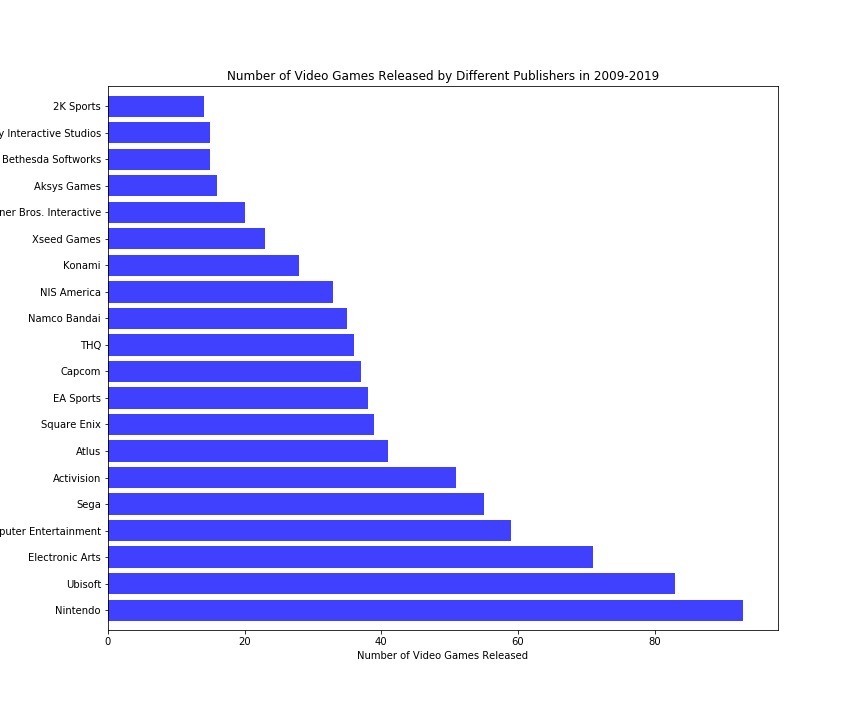 Number of Video Games Released by Different Publishers in 2009-2019
2K Sports
y Interactive Studios
Bethesda Softworks
Aksys Games
ner Bros. Interactive
Xseed Games
Konami
NIS America
Namco Bandai
THQ
Capcom
EA Sports
Square Enix
Atlus
Activision
Sega
puter Entertainment
Electronic Arts
Ubisoft
Nintendo
0 20 40 60 80
Number of Video Games Released